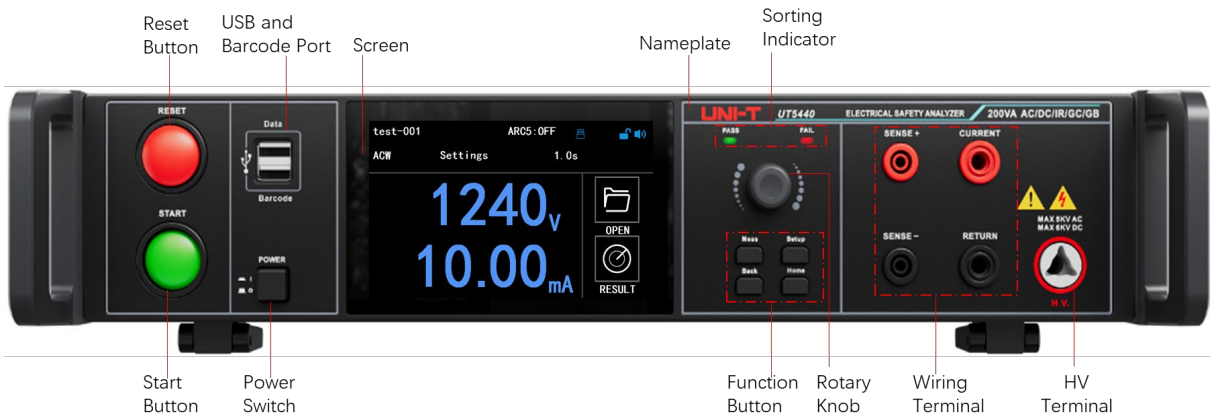 Reset
Button
USB and
Barcode Port
Screen
Nameplate
Sorting
Indicator
RESET
START
Data
Barcode
POWER
test-001 ARC5:OFF
ACW Settings 1.0s
1240V
10.00mA
OPEN
RESULT
UNI-T UT5440 ELECTRICAL SAFETY ANALYZER 200VA AC/DC/IR/GC/GB
PASS FAIL
Meas Setup
Back Home
SENSE + CURRENT
SENSE - RETURN
MAX 5KV AC
MAX 6KV DC
H.V.
Start
Button
Power
Switch
Function
Button
Rotary
Knob
Wiring
Terminal
HV
Terminal